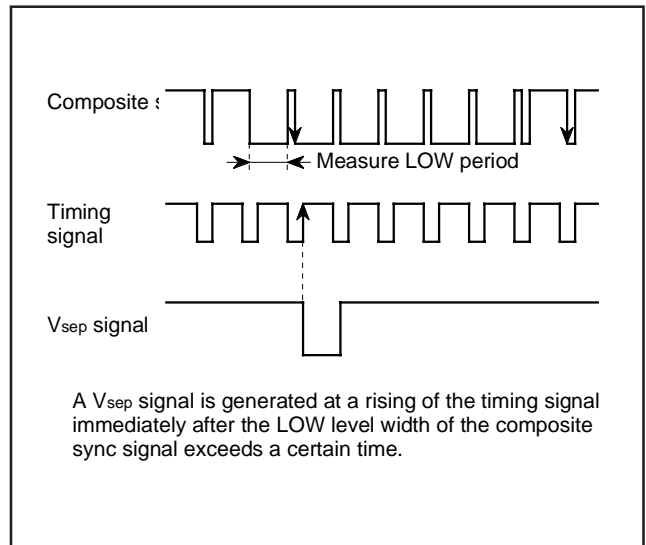 Composite
Measure LOW period
Timing
signal
Vsep signal
A Vsep signal is generated at a rising of the timing signal
immediately after the LOW level width of the composite
sync signal exceeds a certain time.